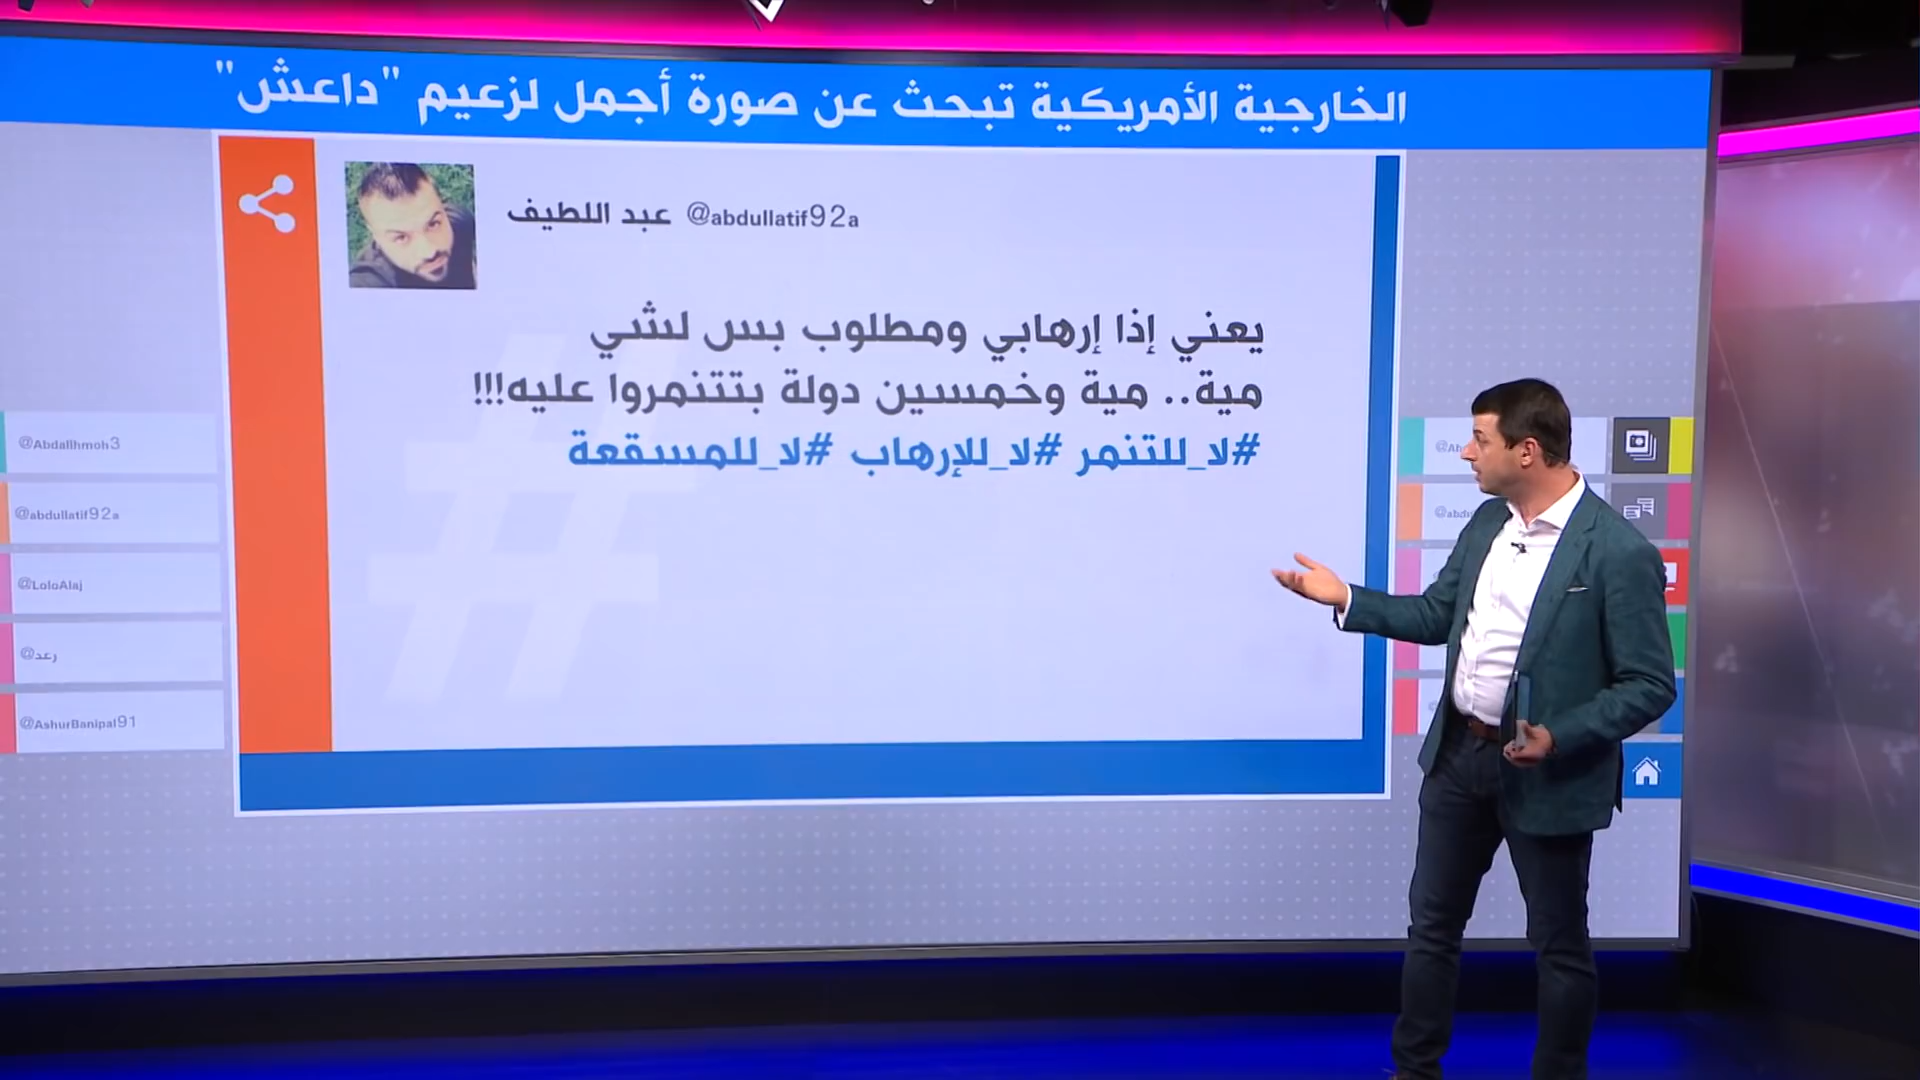 الخارجية الأمريكية تبحث عن صورة أجمل لزعيم "داعش"
عبد اللطيف @abdullatif92a
يعني إذا إرهابي ومطلوب بس لشي
مية.. مية وخمسين دولة بتتنمروا عليه!!!
#لا_للتنمر #لا_للإرهاب #لا_للمسقعة
@Abdallhmoh3
@abdullatif92a
@LoloAlaj
@رعد
@AshurBanipal91